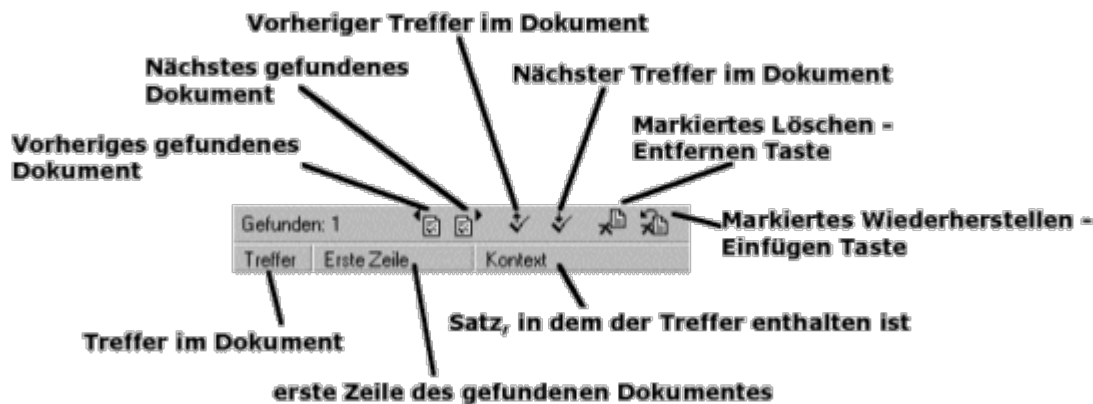 Vorheriger Treffer im Dokument
Nächstes gefundenes
Dokument
Nächster Treffer im Dokument
Markiertes Löschen -
Entfernen Taste
Vorheriges gefundenes
Dokument
Gefunden: 1
Markiertes Wiederherstellen -
Einfügen Taste
Treffer Erste Zeile Kontext
Satz, in dem der Treffer enthalten ist
Treffer im Dokument
erste Zeile des gefundenen Dokumentes